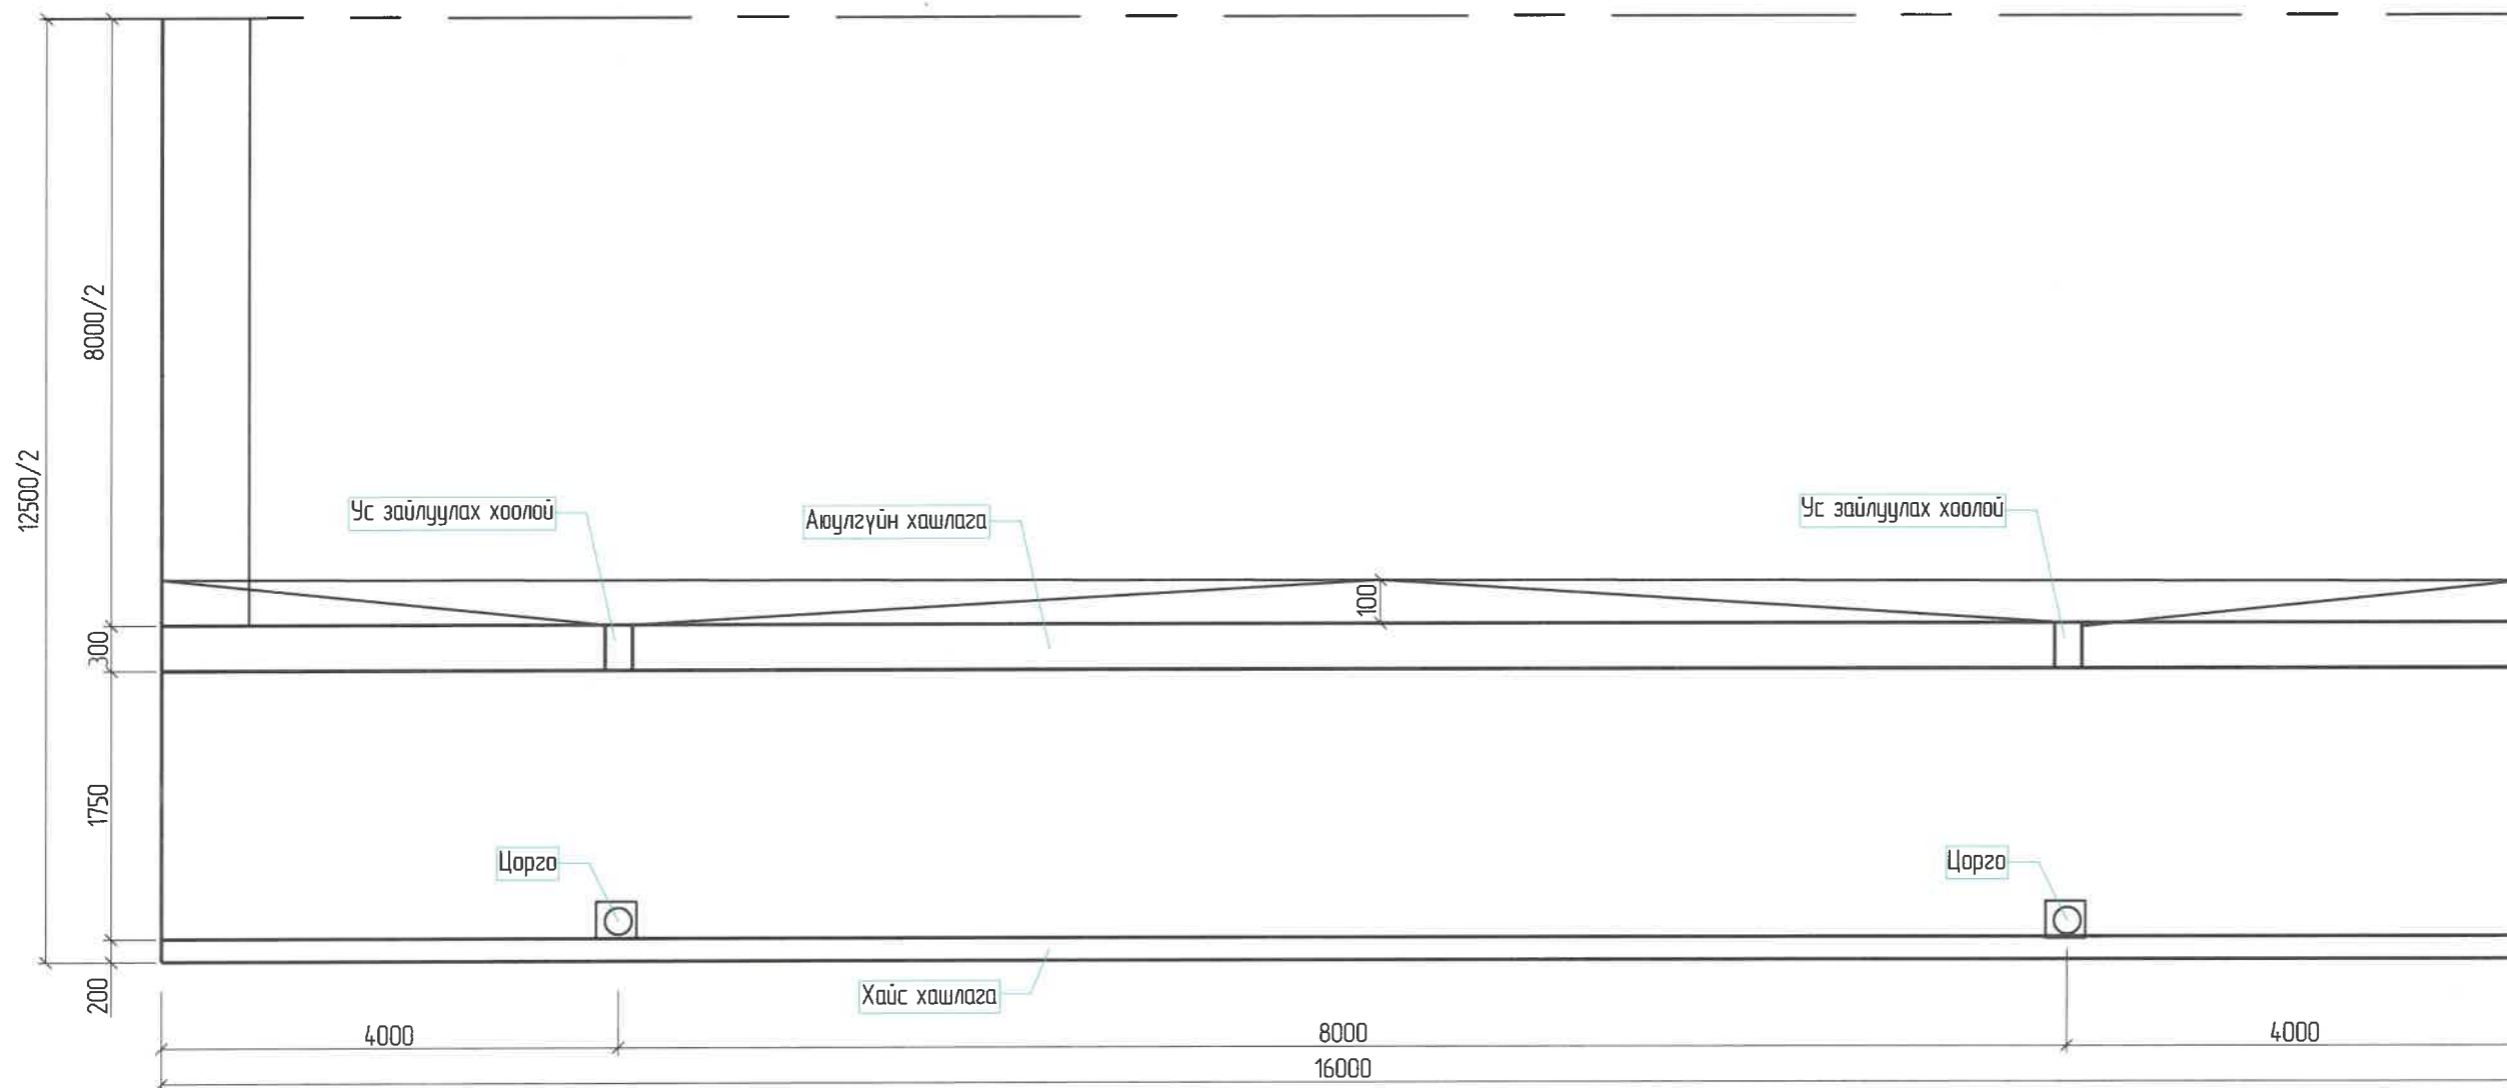 8000/2
12500/2
Ус зайлуулах хоолой
Аюулгүйн хашлага
Ус зайлуулах хоолой
100
300
1750
Цорго
Цорго
200
Хайс хашлага
4000
8000
4000
16000